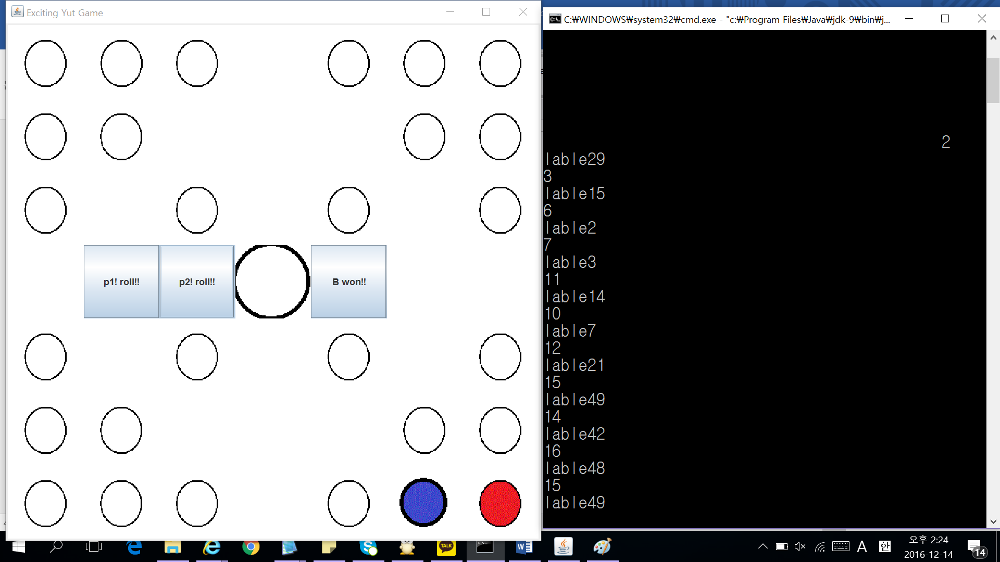 Exciting Yut Game
p1! roll!!
p2! roll!!
B won!!
C:₩WINDOWS₩system32₩cmd.exe - "c:₩Program Files₩Java₩jdk-9₩bin₩j...
2
lable29
3
lable15
6
lable2
7
lable3
11
lable14
10
lable7
12
lable21
15
lable49
14
lable42
16
lable48
15
lable49
TALK
A
한
오후 2:24
2016-12-14
14